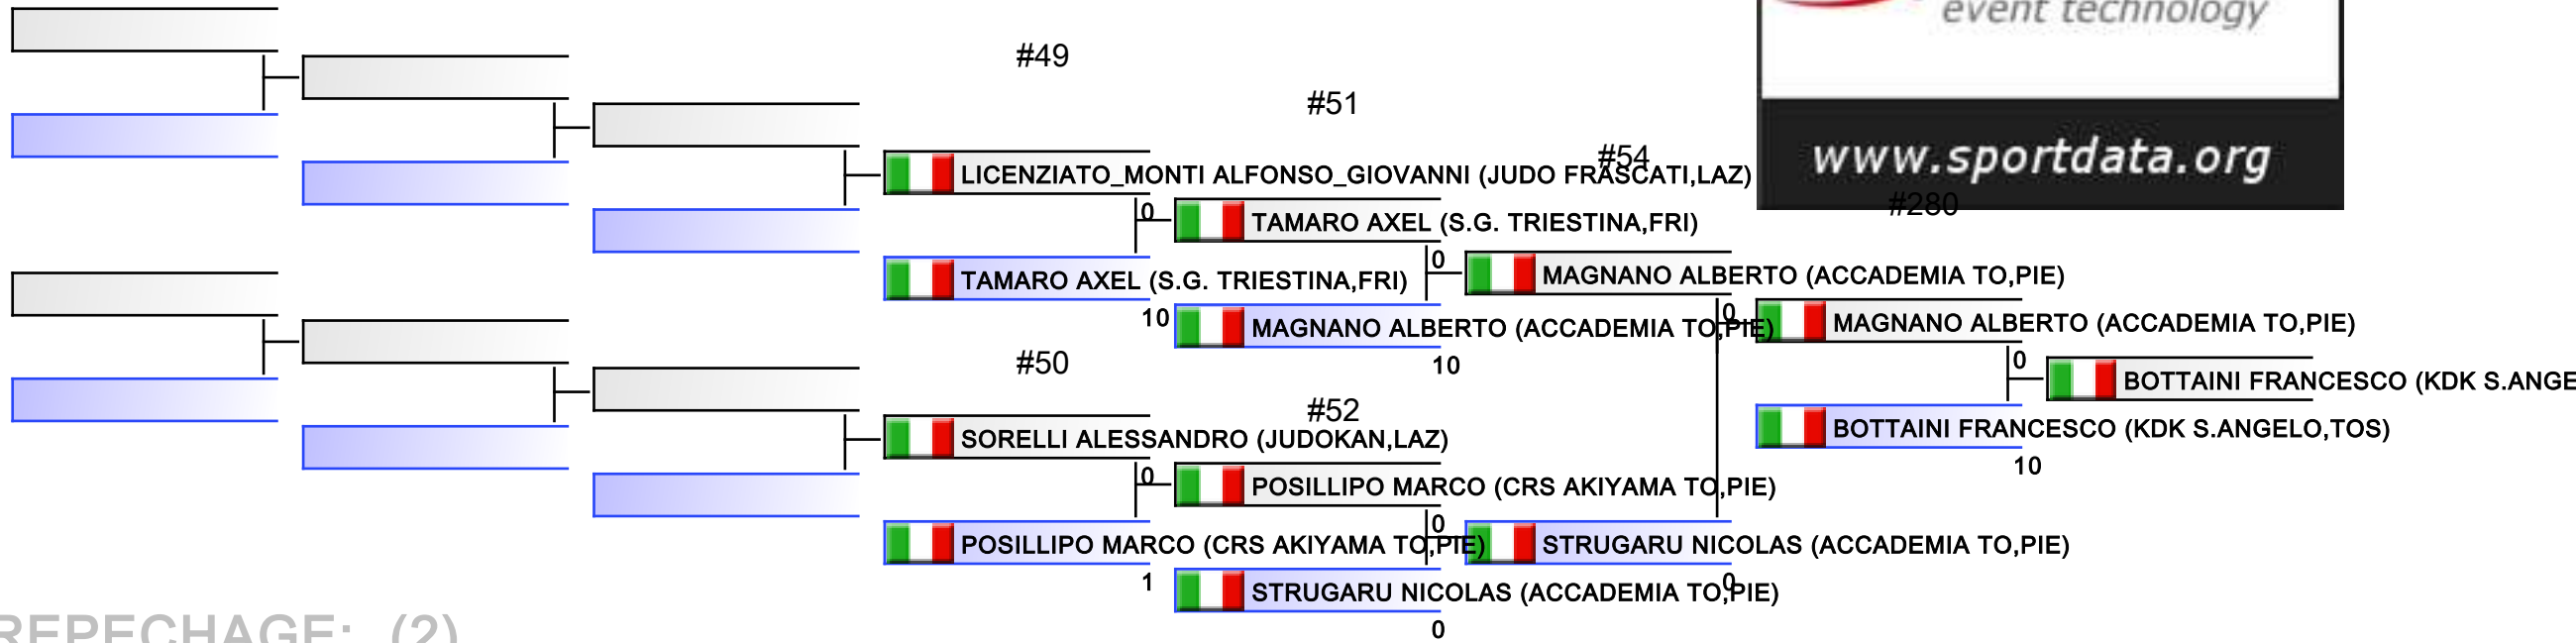 event technology
#49
#51
#54
www.sportdata.org
LICENZIATO_MONTI ALFONSO_GIOVANNI (JUDO FRASCATI,LAZ)
#280
0
TAMARO AXEL (S.G. TRIESTINA,FRI)
0
TAMARO AXEL (S.G. TRIESTINA,FRI)
MAGNANO ALBERTO (ACCADEMIA TO,PIE)
10
MAGNANO ALBERTO (ACCADEMIA TO,PIE)
0
MAGNANO ALBERTO (ACCADEMIA TO,PIE)
#50
10
0
BOTTAINI FRANCESCO (KDK S.ANGE
#52
SORELLI ALESSANDRO (JUDOKAN,LAZ)
BOTTAINI FRANCESCO (KDK S.ANGELO,TOS)
10
0
POSILLIPO MARCO (CRS AKIYAMA TO,PIE)
0
POSILLIPO MARCO (CRS AKIYAMA TO,PIE)
STRUGARU NICOLAS (ACCADEMIA TO,PIE)
1
STRUGARU NICOLAS (ACCADEMIA TO,PIE)
0
0
REPECHAGE: (2)